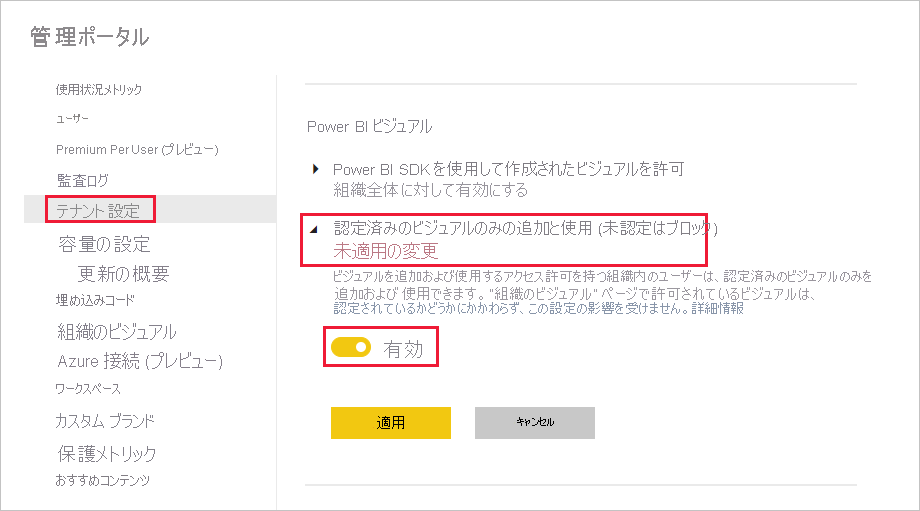 管理ポータル
使用状況メトリック
ユーザー
Premium Per User (プレビュー)
監査ログ
テナント設定
容量の設定
更新の概要
埋め込みコード
組織のビジュアル
Azure 接続 (プレビュー)
ワークスペース
カスタム ブランド
保護メトリック
おすすめコンテンツ
Power BI ビジュアル
Power BI SDK を使用して作成されたビジュアルを許可
組織全体に対して有効にする
認定済みのビジュアルのみの追加と使用 (未認定はブロック)
未適用の変更
ビジュアルを追加および使用するアクセス許可を持つ組織内のユーザーは、認定済みのビジュアルのみを
追加および 使用できます。"組織のビジュアル" ページで許可されているビジュアルは、
認定されているかどうかにかかわらず、この設定の影響を受けません。詳細情報
有効
適用
キャンセル